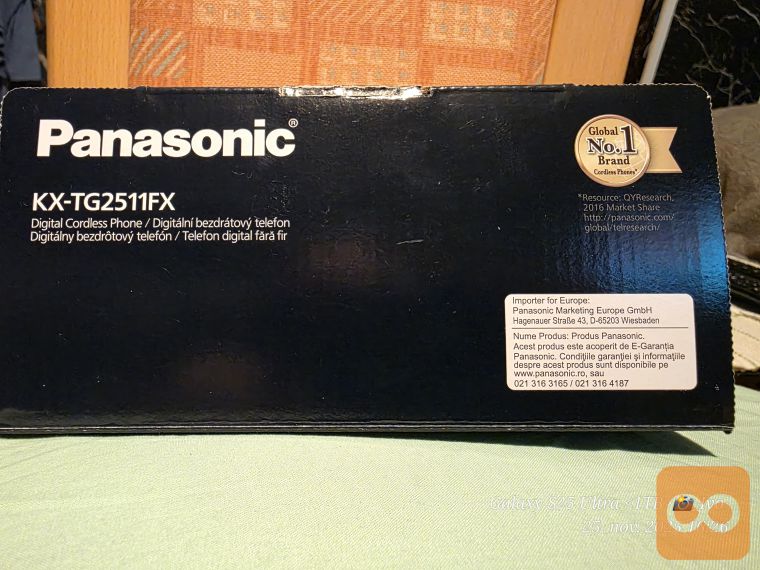 Panasonic®
KX-TG2511FX
Digital Cordless Phone / Digitální bezdrátový telefon
Digitálny bezdrôtový telefón / Telefon digital fără fir
Global
No.1
Brand
Cordless Phones*
*Resource: QYResearch,
2016 Market Share
http://panasonic.com/
global/telresearch/
Importer for Europe:
Panasonic Marketing Europe GmbH
Hagenauer Straße 43, D-65203 Wiesbaden
Nume Produs: Produs Panasonic.
Acest produs este acoperit de E-Garanția
Panasonic. Condițiile garanției și informațiile
despre acest produs sunt disponibile pe
www.panasonic.ro, sau
021 316 3165 / 021 316 4187
Galaxy S25 Ultra
25. nov.